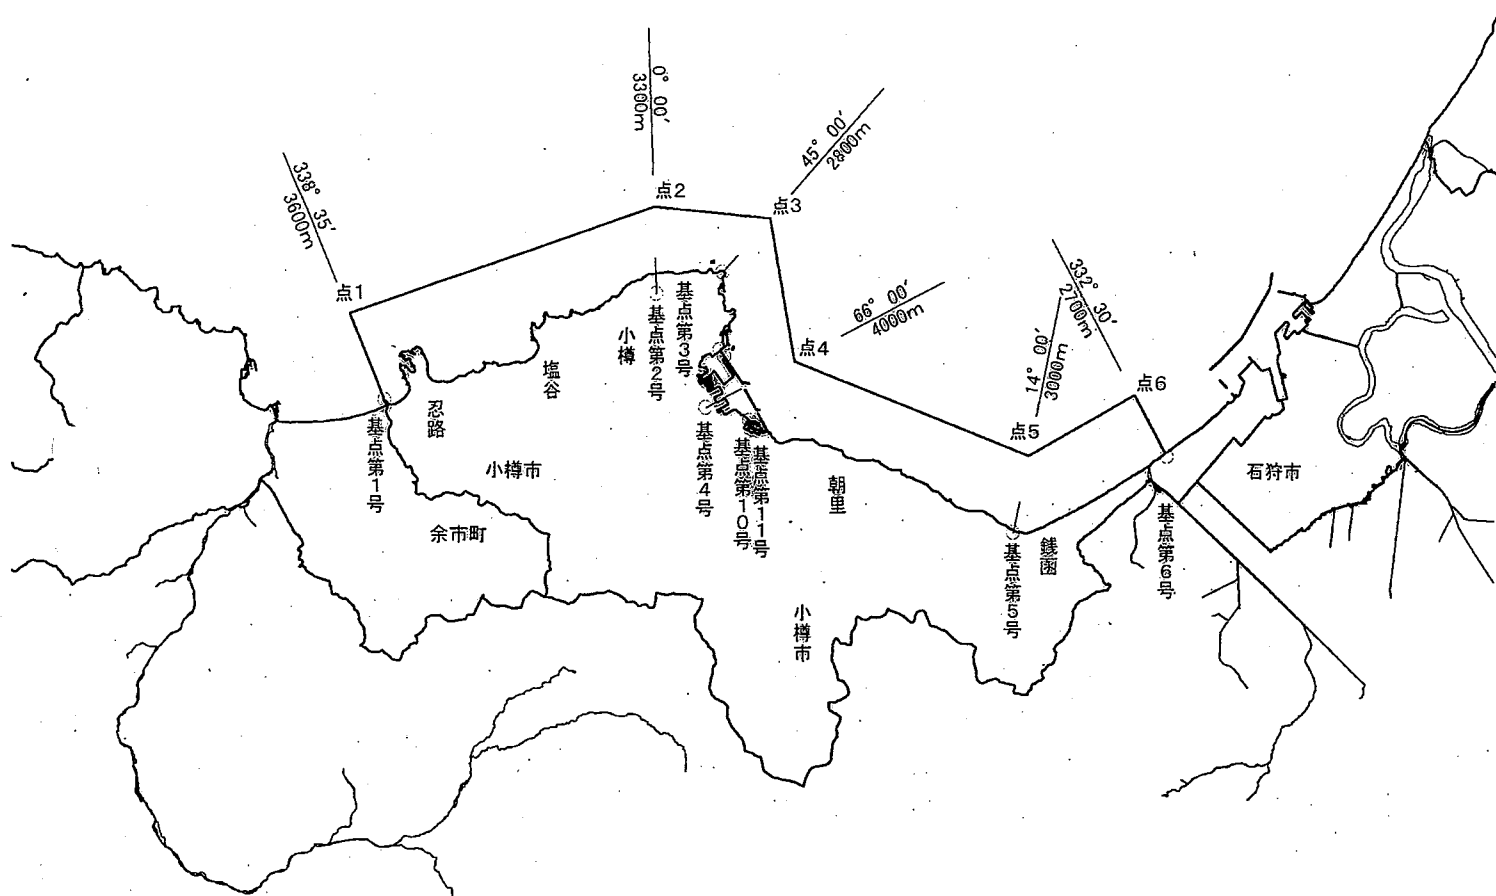 0° 00′
3300m
45° 00′
2800m
338° 35′
3600m
点2
点3
点1
332° 30′
2700m
66° 00′
4000m
14° 00′
3000m
点4
点6
点5
基点第3号
基点第2号
小樽
塩谷
忍路
基点第1号
小樽市
余市町
基点第4号
基点第10号
基点第11号
朝里
石狩市
基点第6号
銭函
基点第5号
小樽市